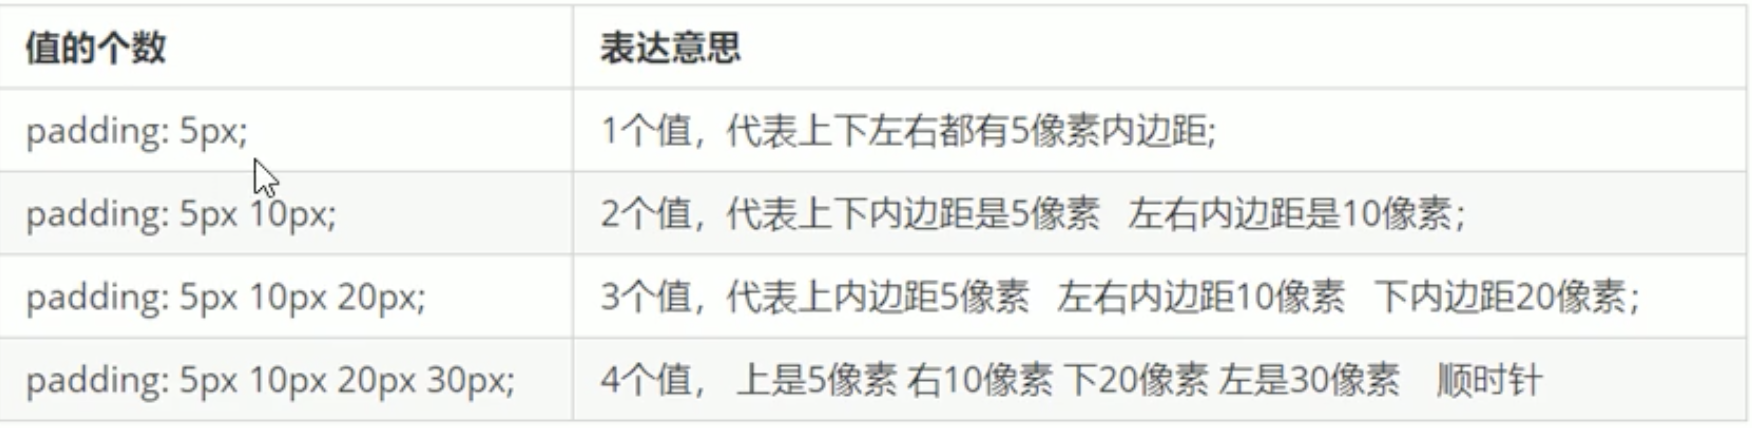 值的个数 表达意思
padding: 5px; 1个值，代表上下左右都有5像素内边距;
padding: 5px 10px; 2个值，代表上下内边距是5像素 左右内边距是10像素；
padding: 5px 10px 20px; 3个值，代表上内边距5像素 左右内边距10像素 下内边距20像素；
padding: 5px 10px 20px 30px; 4个值， 上是5像素 右10像素 下20像素 左是30像素 顺时针